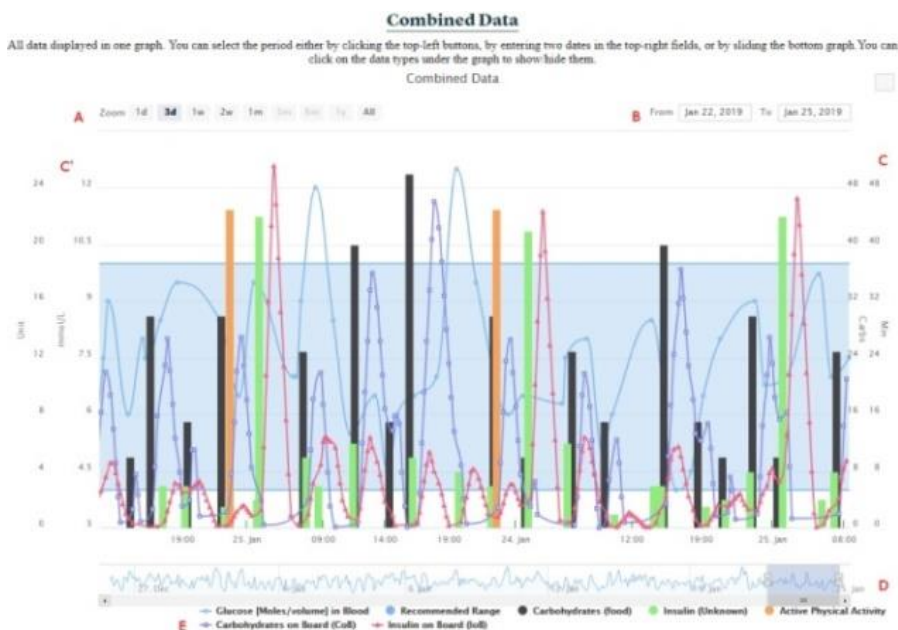 Combined Data
All data displayed in one graph. You can select the period either by clicking the top-left buttons, by entering two dates in the top-right fields, or by sliding the bottom graph.You can
click on the data types under the graph to show/hide them.
Combined Data
A Zoom 1d 3d 1w 2w 1m 3m 6m 1y All B From Jan 22, 2019 To Jan 25, 2019
C' C
24 12 48 48
20 10.5 40 40
16 9 32 32
Unit mmol/L Carbs Min
12 7.5 24 24
8 6 16 16
4 4.5 8 8
0 3 0 0
19:00 25. Jan 09:00 14:00 19:00 24. Jan 12:00 19:00 25. Jan 08:00
27. Dec Jan D
Glucose [Moles/volume] in Blood Recommended Range Carbohydrates (food) Insulin (Unknown) Active Physical Activity
E Carbohydrates on Board (CoB) Insulin on Board (IoB)